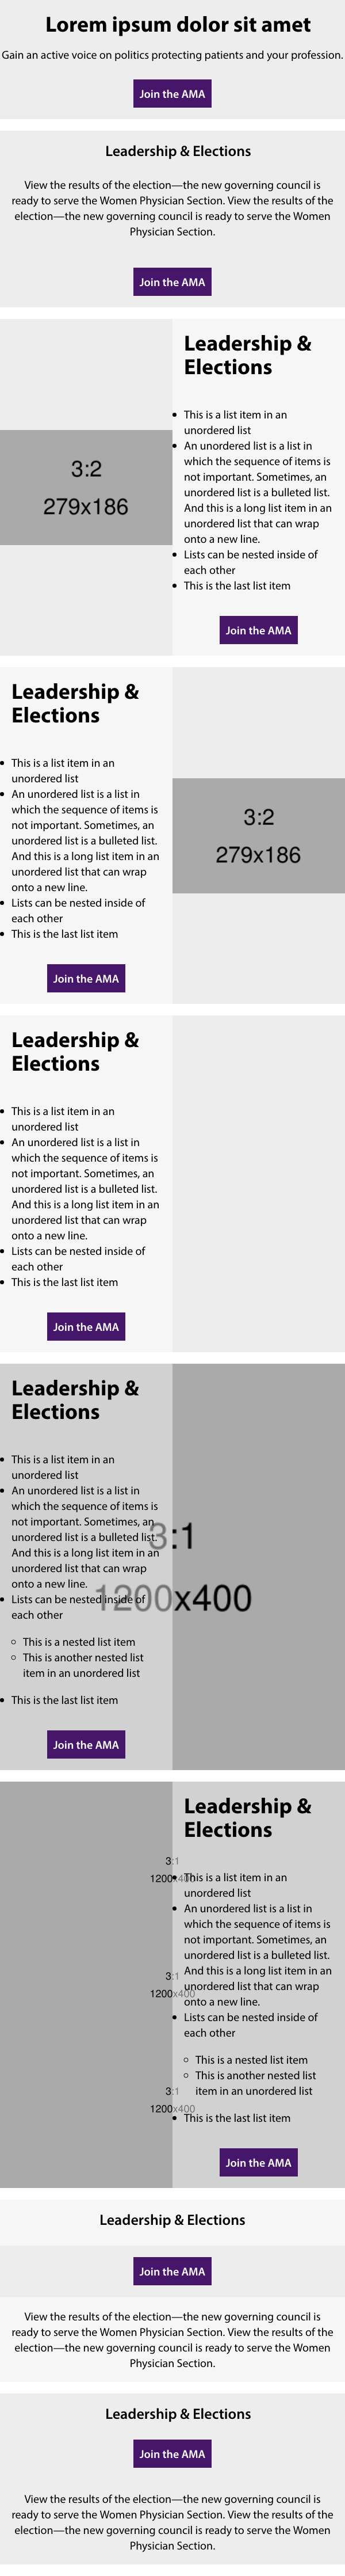 Lorem ipsum dolor sit amet
Gain an active voice on politics protecting patients and your profession.
Join the AMA
Leadership & Elections
View the results of the election—the new governing council is
ready to serve the Women Physician Section. View the results of the
election—the new governing council is ready to serve the Women
Physician Section.
Join the AMA
3:2
279x186
Leadership &
Elections
This is a list item in an
unordered list
An unordered list is a list in
which the sequence of items is
not important. Sometimes, an
unordered list is a bulleted list.
And this is a long list item in an
unordered list that can wrap
onto a new line.
Lists can be nested inside of
each other
This is the last list item
Join the AMA
Leadership &
Elections
This is a list item in an
unordered list
An unordered list is a list in
which the sequence of items is
not important. Sometimes, an
unordered list is a bulleted list.
And this is a long list item in an
unordered list that can wrap
onto a new line.
Lists can be nested inside of
each other
This is the last list item
Join the AMA
3:2
279x186
Leadership &
Elections
This is a list item in an
unordered list
An unordered list is a list in
which the sequence of items is
not important. Sometimes, an
unordered list is a bulleted list.
And this is a long list item in an
unordered list that can wrap
onto a new line.
Lists can be nested inside of
each other
This is the last list item
Join the AMA
Leadership &
Elections
This is a list item in an
unordered list
An unordered list is a list in
which the sequence of items is
not important. Sometimes, an
unordered list is a bulleted list.
And this is a long list item in an
unordered list that can wrap
onto a new line.
Lists can be nested inside of
each other
This is a nested list item
This is another nested list
item in an unordered list
This is the last list item
Join the AMA
3:1
1200x400
3:1
1200x400
3:1
1200x400
3:1
1200x400
Leadership &
Elections
This is a list item in an
unordered list
An unordered list is a list in
which the sequence of items is
not important. Sometimes, an
unordered list is a bulleted list.
And this is a long list item in an
unordered list that can wrap
onto a new line.
Lists can be nested inside of
each other
This is a nested list item
This is another nested list
item in an unordered list
This is the last list item
Join the AMA
Leadership & Elections
Join the AMA
View the results of the election—the new governing council is
ready to serve the Women Physician Section. View the results of the
election—the new governing council is ready to serve the Women
Physician Section.
Leadership & Elections
Join the AMA
View the results of the election—the new governing council is
ready to serve the Women Physician Section. View the results of the
election—the new governing council is ready to serve the Women
Physician Section.